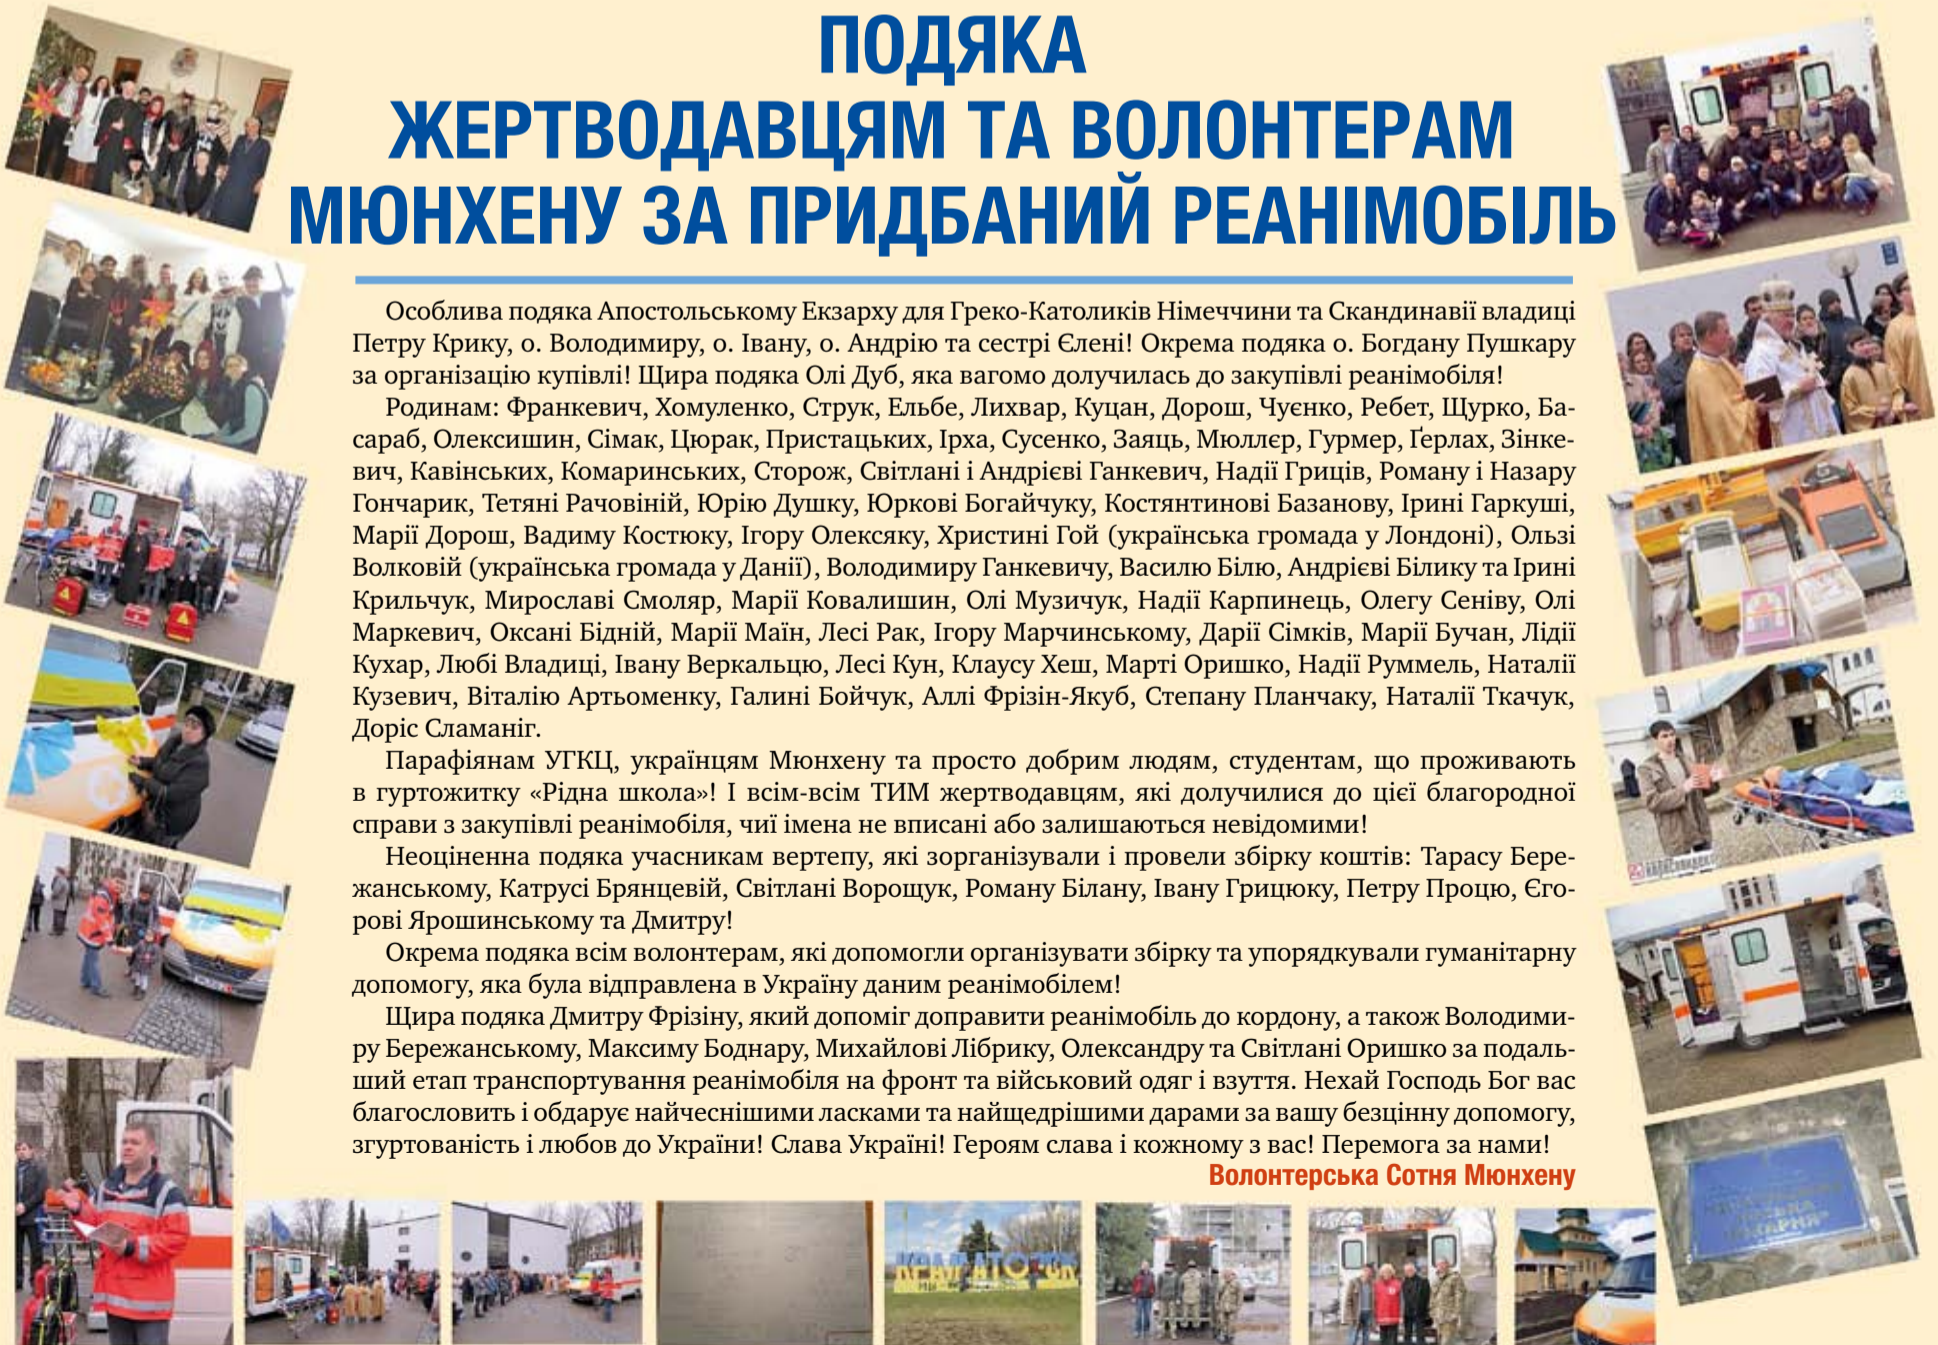 ПОДЯКА
ЖЕРТВОДАВЦЯМ ТА ВОЛОНТЕРАМ
МЮНХЕНУ ЗА ПРИДБАНИЙ РЕАНІМОБІЛЬ
Особлива подяка Апостольському Екзарху для Греко-Католиків Німеччини та Скандинавії владиці
Петру Крику, о. Володимиру, о. Івану, о. Андрію та сестрі Єлені! Окрема подяка о. Богдану Пушкару
за організацію купівлі! Щира подяка Олі Дуб, яка вагомо долучилась до закупівлі реанімобіля!
Родинам: Франкевич, Хомуленко, Струк, Ельбе, Лихвар, Куцан, Дорош, Чуєнко, Ребет, Щурко, Ба-
сараб, Олексишин, Сімак, Цюрак, Пристацьких, Ірха, Сусенко, Заяць, Мюллєр, Гурмер, Ґерлах, Зінке-
вич, Кавінських, Комаринських, Сторож, Світлані і Андрієві Ганкевич, Надії Гриців, Роману і Назару
Гончарик, Тетяні Рачовіній, Юрію Душку, Юркові Богайчуку, Костянтинові Базанову, Ірині Гаркуші,
Марії Дорош, Вадиму Костюку, Ігору Олексяку, Христині Гой (українська громада у Лондоні), Ользі
Волковій (українська громада у Данії), Володимиру Ганкевичу, Василю Білю, Андрієві Білику та Ірині
Крильчук, Мирославі Смоляр, Марії Ковалишин, Олі Музичук, Надії Карпинець, Олегу Сеніву, Олі
Маркевич, Оксані Бідній, Марії Маїн, Лесі Рак, Ігору Марчинському, Дарії Сімків, Марії Бучан, Лідії
Кухар, Любі Владиці, Івану Веркальцю, Лесі Кун, Клаусу Хеш, Марті Оришко, Надії Руммель, Наталії
Кузевич, Віталію Артьоменку, Галині Бойчук, Аллі Фрізін-Якуб, Степану Планчаку, Наталії Ткачук,
Доріс Сламаніг.
Парафіянам УГКЦ, українцям Мюнхену та просто добрим людям, студентам, що проживають
в гуртожитку «Рідна школа»! І всім-всім ТИМ жертводавцям, які долучилися до цієї благородної
справи з закупівлі реанімобіля, чиї імена не вписані або залишаються невідомими!
Неоціненна подяка учасникам вертепу, які зорганізували і провели збірку коштів: Тарасу Бере-
жанському, Катрусі Брянцевій, Світлані Ворощук, Роману Білану, Івану Грицюку, Петру Процю, Єго-
рові Ярошинському та Дмитру!
Окрема подяка всім волонтерам, які допомогли організувати збірку та упорядкували гуманітарну
допомогу, яка була відправлена в Україну даним реанімобілем!
Щира подяка Дмитру Фрізіну, який допоміг доправити реанімобіль до кордону, а також Володими-
ру Бережанському, Максиму Боднару, Михайлові Лібрику, Олександру та Світлані Оришко за подаль-
ший етап транспортування реанімобіля на фронт та військовий одяг і взуття. Нехай Господь Бог вас
благословить і обдарує найчеснішими ласками та найщедрішими дарами за вашу безцінну допомогу,
згуртованість і любов до України! Слава Україні! Героям слава і кожному з вас! Перемога за нами!
Волонтерська Сотня Мюнхену
КРАМАТОРСК